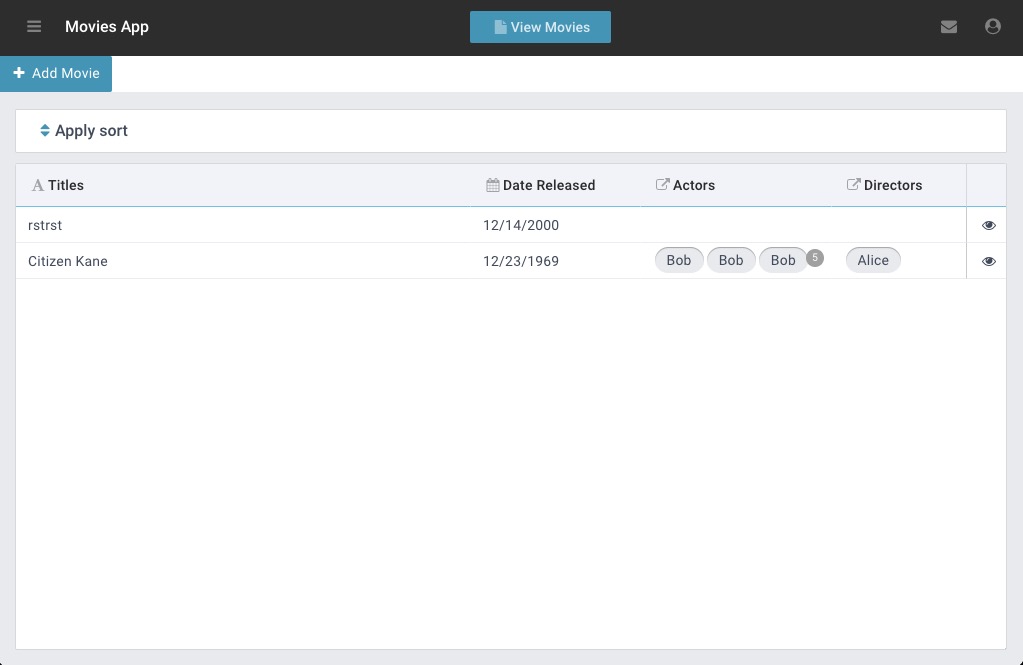 Movies App
View Movies
Add Movie
Apply sort
Titles Date Released Actors Directors
rstrst 12/14/2000
Citizen Kane 12/23/1969 Bob Bob Bob 5 Alice